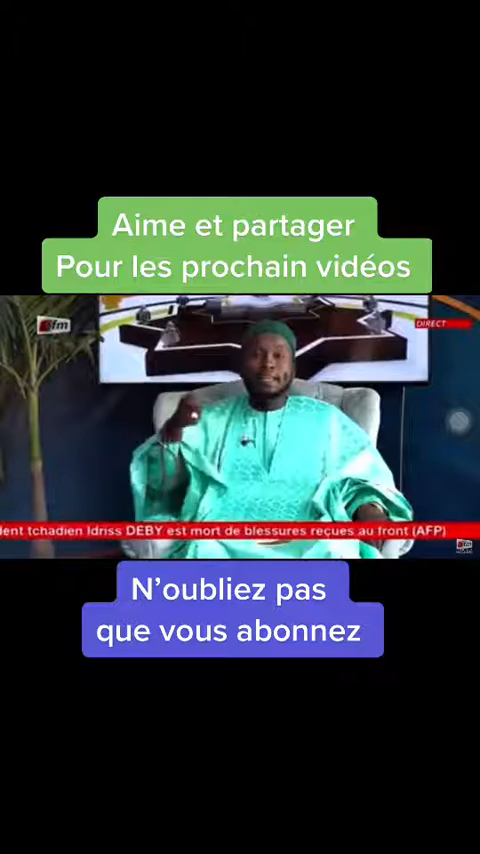 Aime et partager
Pour les prochain vidéos
tfm
DIRECT
dent tchadien Idriss DEBY est mort de blessures reçues au front (AFP)
N’oubliez pas
que vous abonnez